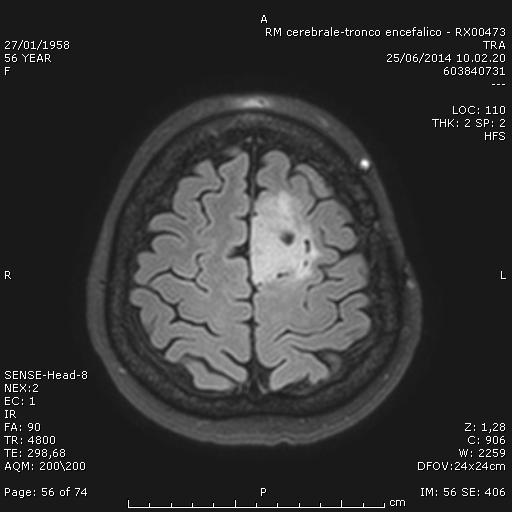 A
RM cerebrale-tronco encefalico - RX00473
27/01/1958
TRA
56 YEAR
25/06/2014 10.02.20
F
603840731
---
LOC: 110
THK: 2 SP: 2
HFS
R
L
SENSE-Head-8
NEX:2
EC: 1
IR
FA: 90
Z: 1,28
TR: 4800
C: 906
TE: 298,68
W: 2259
AQM: 200\200
DFOV:24x24cm
Page: 56 of 74
P
IM: 56 SE: 406
cm